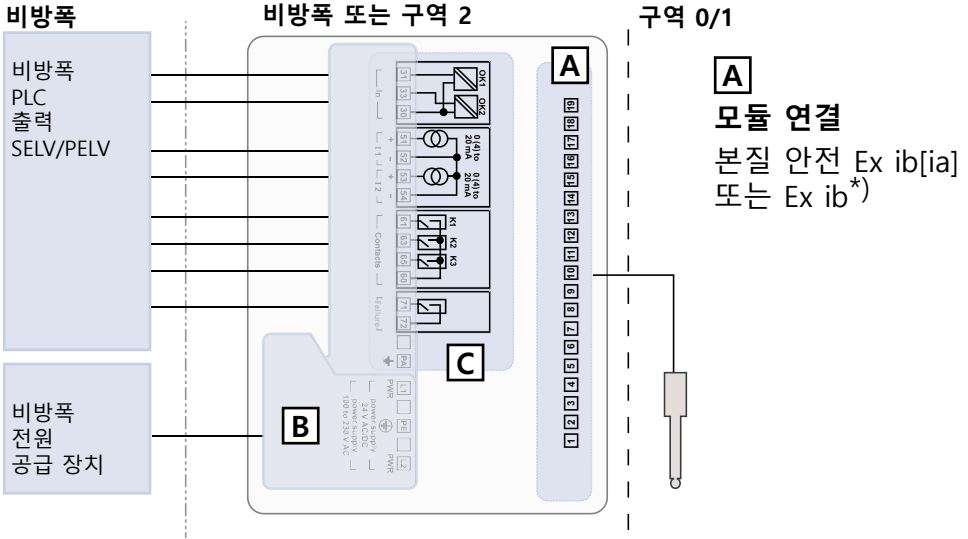 비방폭
비방폭 또는 구역 2
구역 0/1
비방폭
PLC
출력
SELV/PELV
비방폭
전원
공급 장치
In
31
33
30
OK1
OK2
+
I 1
-
+
I 2
-
51
52
53
54
0 (4) to
20 mA
0 (4) to
20 mA
Contacts
61
63
65
60
K1
K2
K3
Failure
71
72
PA
PWR
L1
PE
PWR
L2
power supply
24 V AC/DC
power supply
100 to 230 V AC
B
C
A
19
18
17
16
15
14
13
12
11
10
9
8
7
6
5
4
3
2
1
A
모듈 연결
본질 안전 Ex ib[ia]
또는 Ex ib*)